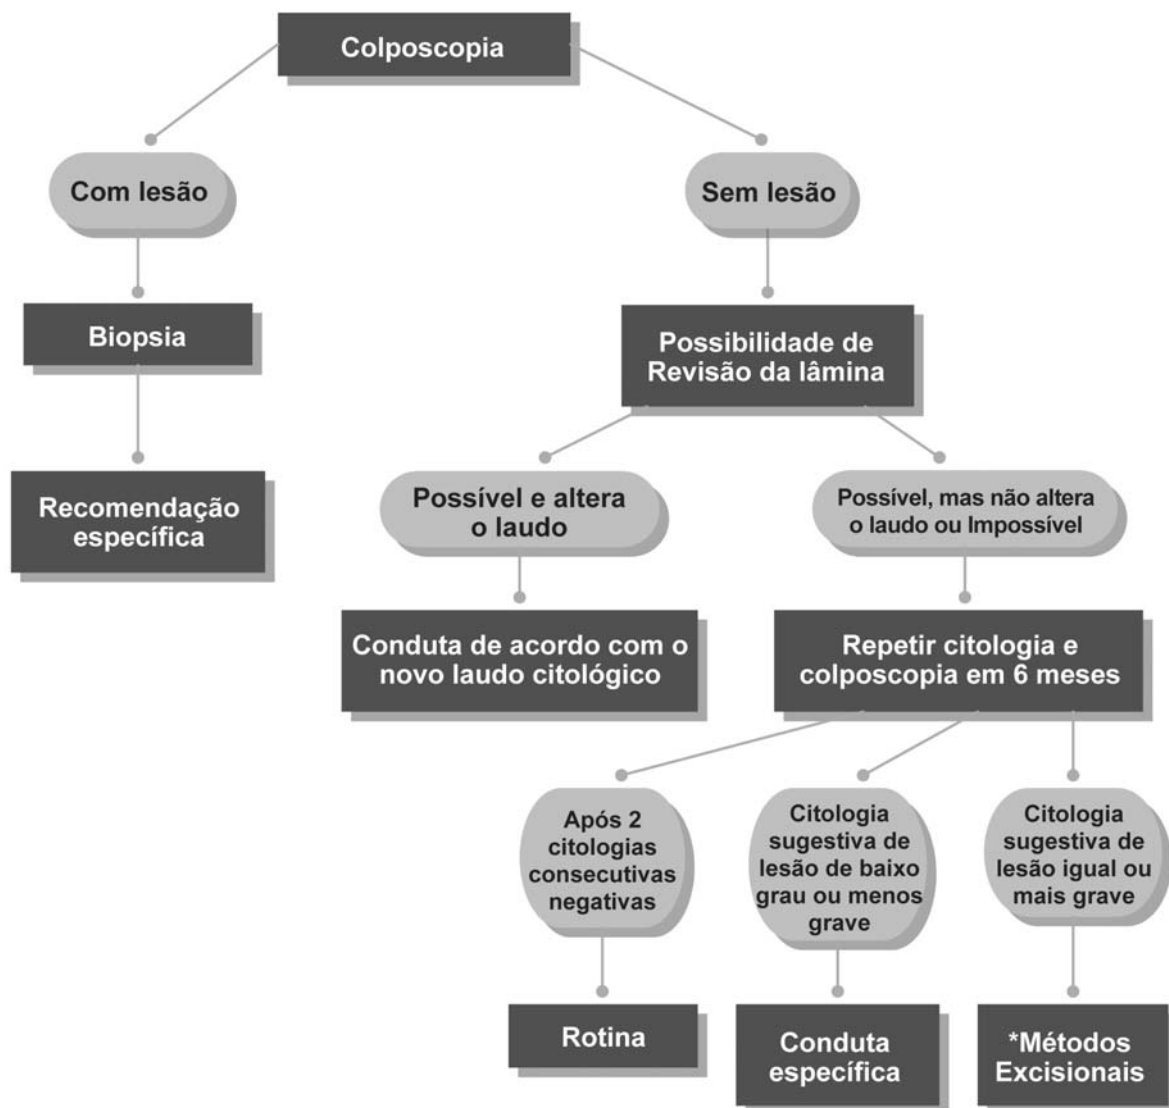 Colposcopia
Com lesão
Sem lesão
Biopsia
Possibilidade de
Revisão da lâmina
Recomendação
específica
Possível e altera
o laudo
Possível, mas não altera
o laudo ou Impossível
Conduta de acordo com o
novo laudo citológico
Repetir citologia e
colposcopia em 6 meses
Após 2
citologias
consecutivas
negativas
Citologia
sugestiva de
lesão de baixo
grau ou menos
grave
Citologia
sugestiva de
lesão igual ou
mais grave
Rotina
Conduta
específica
*Métodos
Excisionais